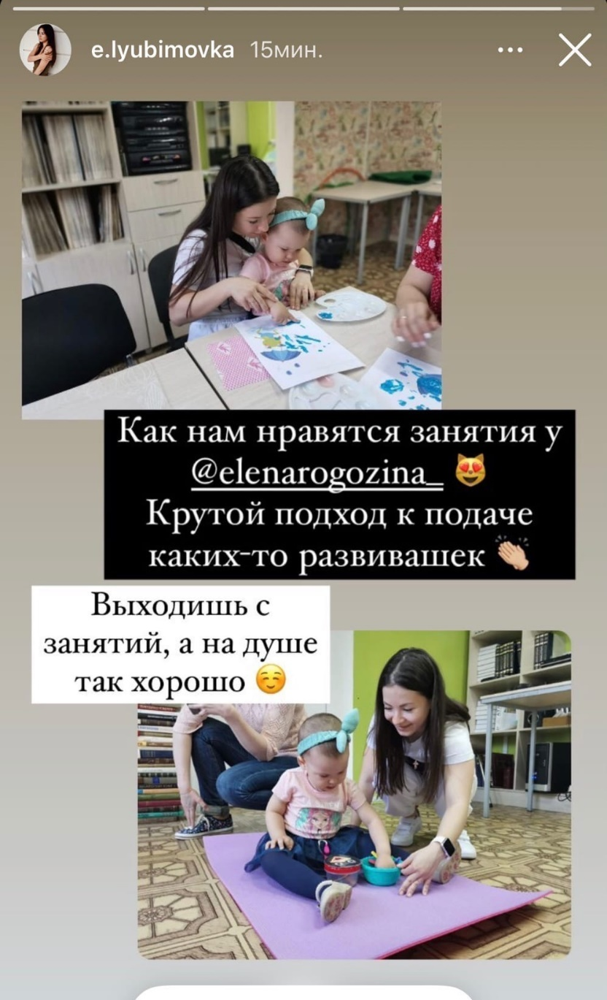 e.lyubimovka 15мин.
Как нам нравятся занятия у
@elenarogozina_ 😻
Крутой подход к подаче
каких-то развивашек 👏🏼
Выходишь с
занятий, а на душе
так хорошо ☺️